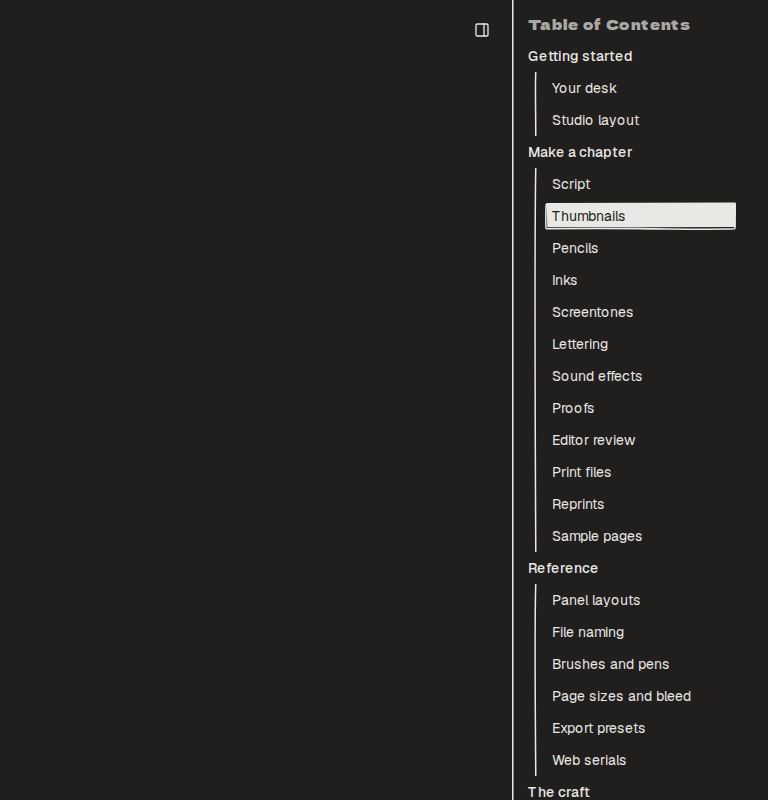 Table of Contents
Getting started
Your desk
Studio layout
Make a chapter
Script
Thumbnails
Pencils
Inks
Screentones
Lettering
Sound effects
Proofs
Editor review
Print files
Reprints
Sample pages
Reference
Panel layouts
File naming
Brushes and pens
Page sizes and bleed
Export presets
Web serials
The craft